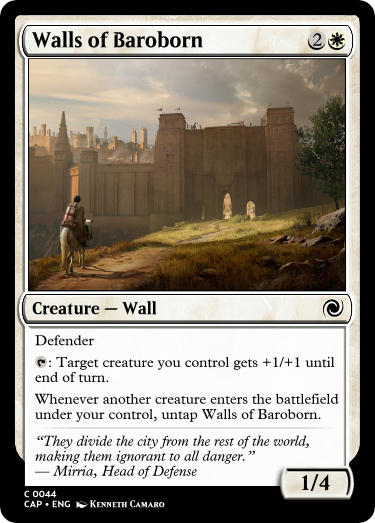 Walls of Baroborn
2
Creature — Wall
Defender
: Target creature you control gets +1/+1 until
end of turn.
Whenever another creature enters the battlefield
under your control, untap Walls of Baroborn.
“They divide the city from the rest of the world,
making them ignorant to all danger.”
— Mirria, Head of Defense
1/4
C 0044
CAP • ENG Kenneth Camaro